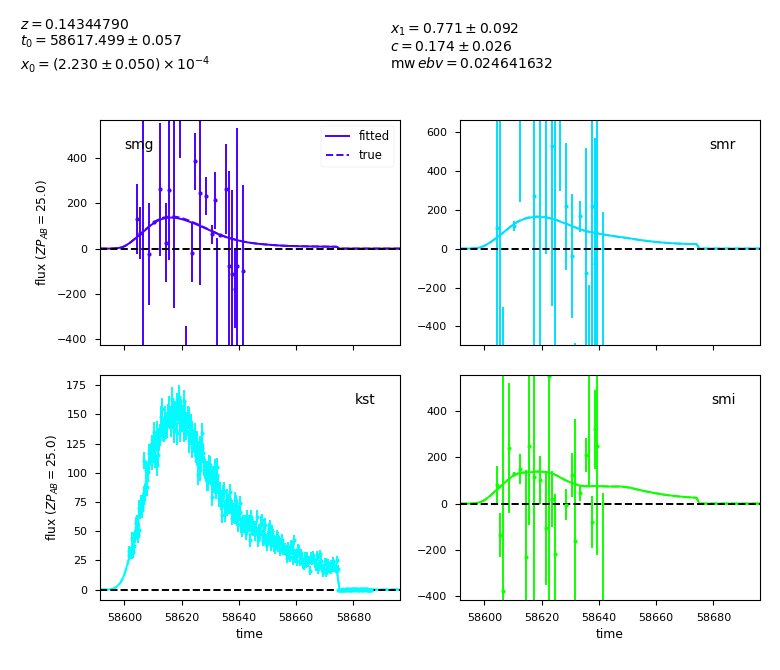 z = 0.14344790
t₀ = 58617.499 ± 0.057
x₀ = (2.230 ± 0.050) × 10⁻⁴
x₁ = 0.771 ± 0.092
c = 0.174 ± 0.026
mw ebv = 0.024641632
smg
fitted
true
400
200
0
−200
−400
flux (ZP_AB = 25.0)
smr
600
400
200
0
−200
−400
kst
175
150
125
100
75
50
25
0
flux (ZP_AB = 25.0)
58600 58620 58640 58660 58680
time
smi
400
200
0
−200
−400
58600 58620 58640 58660 58680
time